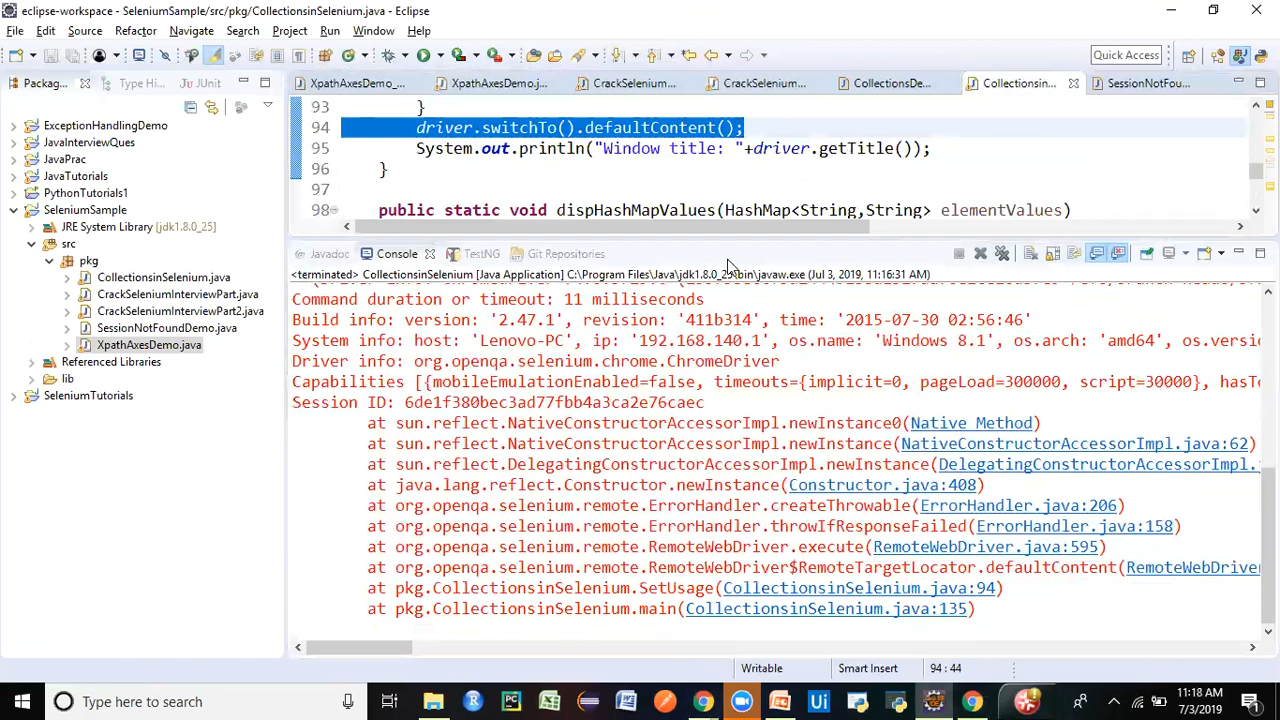 eclipse-workspace - SeleniumSample/src/pkg/CollectionsinSelenium.java - Eclipse
File Edit Source Refactor Navigate Search Project Run Window Help
Quick Access
Packag... Type Hi... JUnit
XpathAxesDemo_... XpathAxesDemo.j... CrackSelenium... CrackSelenium... CollectionsDe... Collectionsin... SessionNotFou...
ExceptionHandlingDemo
JavaInterviewQues
JavaPrac
JavaTutorials
PythonTutorials1
SeleniumSample
JRE System Library [jdk1.8.0_25]
src
pkg
CollectionsinSelenium.java
CrackSeleniumInterviewPart.java
CrackSeleniumInterviewPart2.java
SessionNotFoundDemo.java
XpathAxesDemo.java
Referenced Libraries
lib
SeleniumTutorials
93 }
94 driver.switchTo().defaultContent();
95 System.out.println("Window title: "+driver.getTitle());
96 }
97
98 public static void dispHashMapValues(HashMap<String,String> elementValues)
Javadoc Console TestNG Git Repositories
<terminated> CollectionsinSelenium [Java Application] C:\Program Files\Java\jdk1.8.0_25\bin\javaw.exe (Jul 3, 2019, 11:16:31 AM)
Command duration or timeout: 11 milliseconds
Build info: version: '2.47.1', revision: '411b314', time: '2015-07-30 02:56:46'
System info: host: 'Lenovo-PC', ip: '192.168.140.1', os.name: 'Windows 8.1', os.arch: 'amd64', os.versio
Driver info: org.openqa.selenium.chrome.ChromeDriver
Capabilities [{mobileEmulationEnabled=false, timeouts={implicit=0, pageLoad=300000, script=30000}, hasT
Session ID: 6de1f380bec3ad77fbb4a3ca2e76caec
at sun.reflect.NativeConstructorAccessorImpl.newInstance0(Native Method)
at sun.reflect.NativeConstructorAccessorImpl.newInstance(NativeConstructorAccessorImpl.java:62)
at sun.reflect.DelegatingConstructorAccessorImpl.newInstance(DelegatingConstructorAccessorImpl.
at java.lang.reflect.Constructor.newInstance(Constructor.java:408)
at org.openqa.selenium.remote.ErrorHandler.createThrowable(ErrorHandler.java:206)
at org.openqa.selenium.remote.ErrorHandler.throwIfResponseFailed(ErrorHandler.java:158)
at org.openqa.selenium.remote.RemoteWebDriver.execute(RemoteWebDriver.java:595)
at org.openqa.selenium.remote.RemoteWebDriver$RemoteTargetLocator.defaultContent(RemoteWebDrive
at pkg.CollectionsinSelenium.SetUsage(CollectionsinSelenium.java:94)
at pkg.CollectionsinSelenium.main(CollectionsinSelenium.java:135)
Writable Smart Insert 94 : 44
Type here to search
11:18 AM
7/3/2019